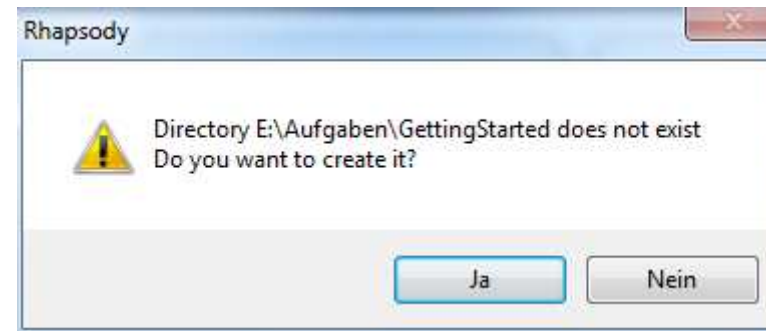 Rhapsody
Directory E:\Aufgaben\GettingStarted does not exist
Do you want to create it?
Ja
Nein